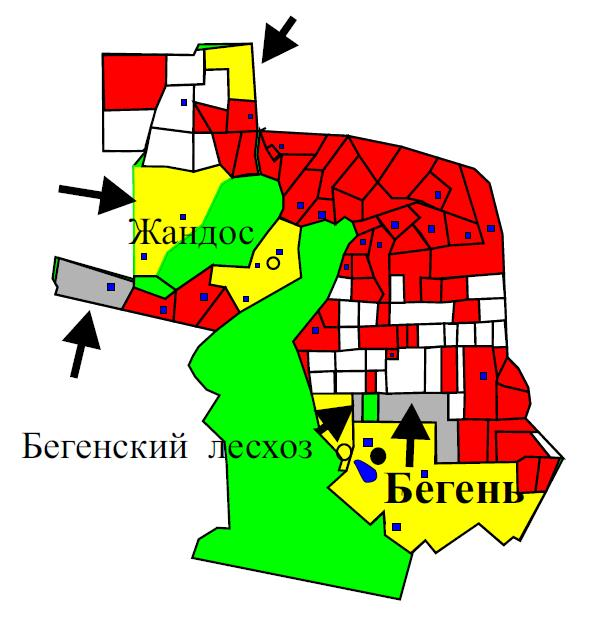 Жандос
Бегенский лесхоз
Бегень